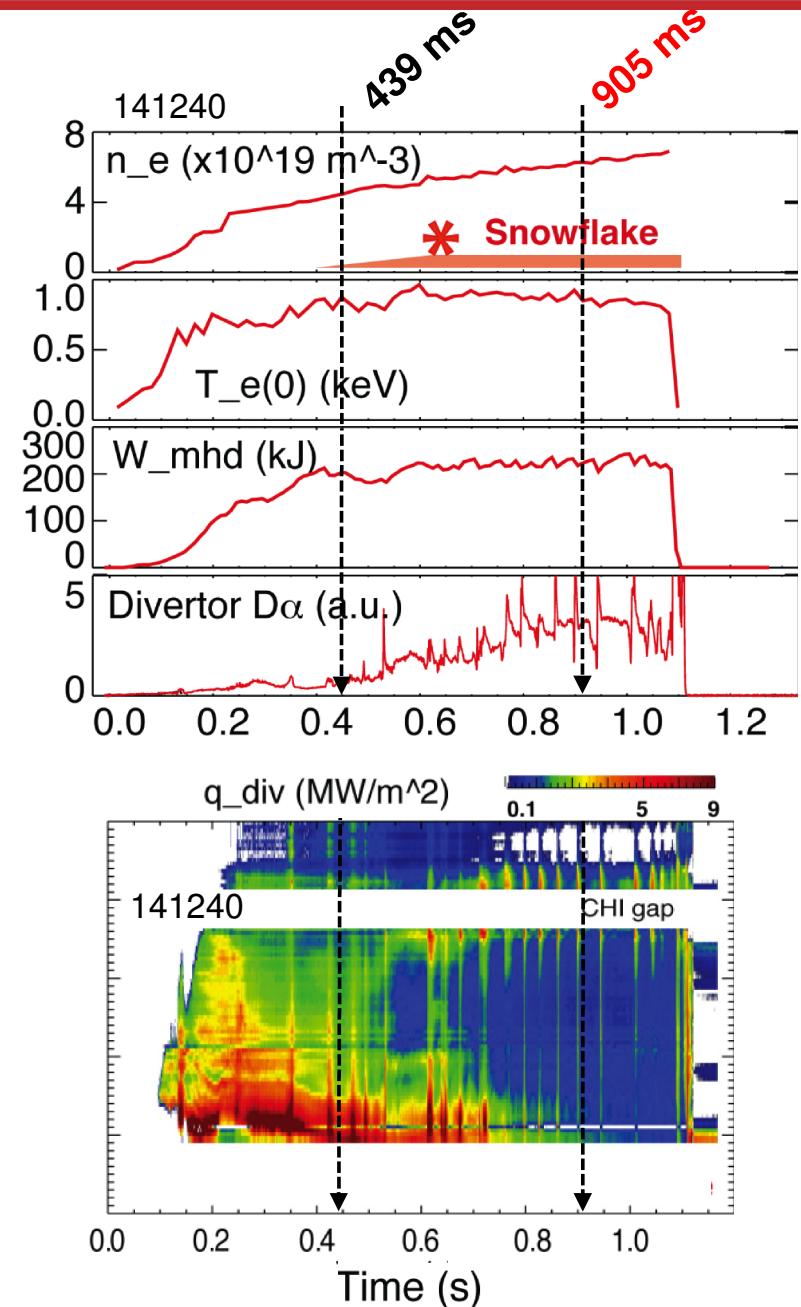 439 ms
905 ms
141240
8
n_e (x10^19 m^-3)
4
Snowflake
0
1.0
0.5
T_e(0) (keV)
0.0
300
W_mhd (kJ)
200
100
0
5
Divertor Dα (a.u.)
0
0.0 0.2 0.4 0.6 0.8 1.0 1.2
q_div (MW/m^2)
0.1 5 9
141240
CHI gap
0.0 0.2 0.4 0.6 0.8 1.0
Time (s)